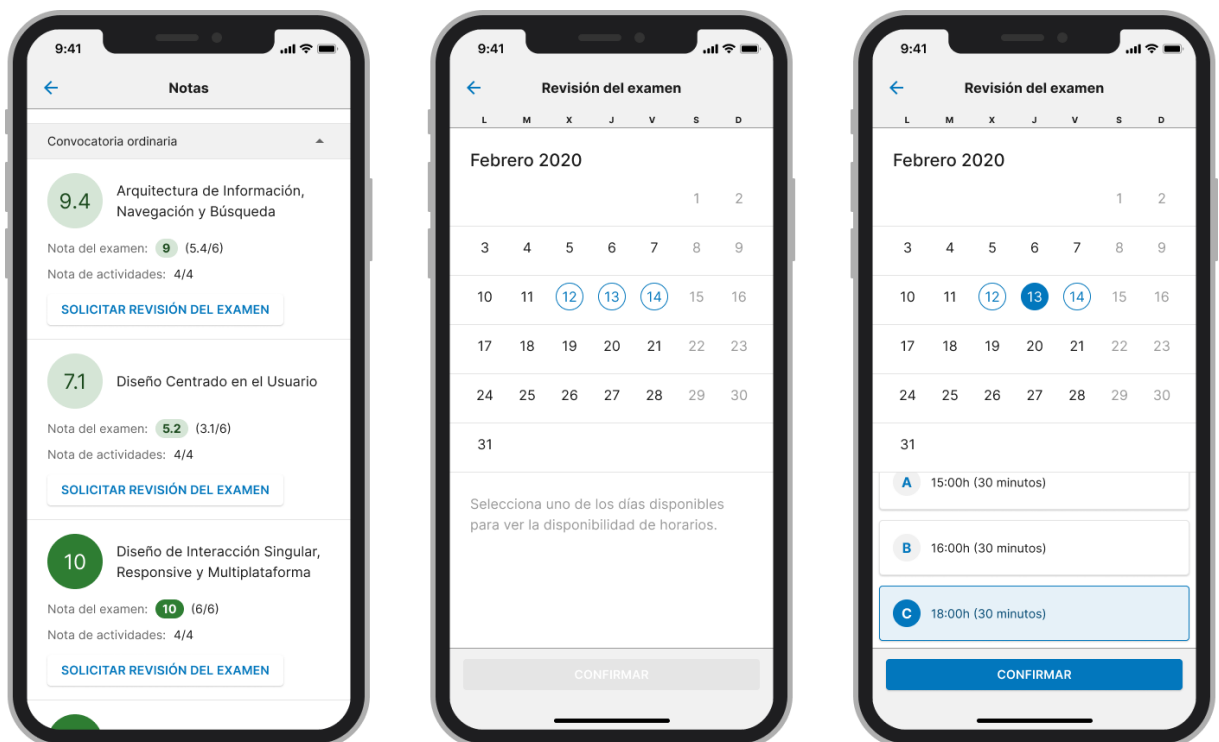 9:41
Notas
Convocatoria ordinaria
9.4
Arquitectura de Información,
Navegación y Búsqueda
Nota del examen: 9 (5.4/6)
Nota de actividades: 4/4
SOLICITAR REVISIÓN DEL EXAMEN
7.1
Diseño Centrado en el Usuario
Nota del examen: 5.2 (3.1/6)
Nota de actividades: 4/4
SOLICITAR REVISIÓN DEL EXAMEN
10
Diseño de Interacción Singular,
Responsive y Multiplataforma
Nota del examen: 10 (6/6)
Nota de actividades: 4/4
SOLICITAR REVISIÓN DEL EXAMEN
9:41
Revisión del examen
L M X J V S D
Febrero 2020
1 2
3 4 5 6 7 8 9
10 11 12 13 14 15 16
17 18 19 20 21 22 23
24 25 26 27 28 29 30
31
Selecciona uno de los días disponibles
para ver la disponibilidad de horarios.
CONFIRMAR
9:41
Revisión del examen
L M X J V S D
Febrero 2020
1 2
3 4 5 6 7 8 9
10 11 12 13 14 15 16
17 18 19 20 21 22 23
24 25 26 27 28 29 30
31
A 15:00h (30 minutos)
B 16:00h (30 minutos)
C 18:00h (30 minutos)
CONFIRMAR